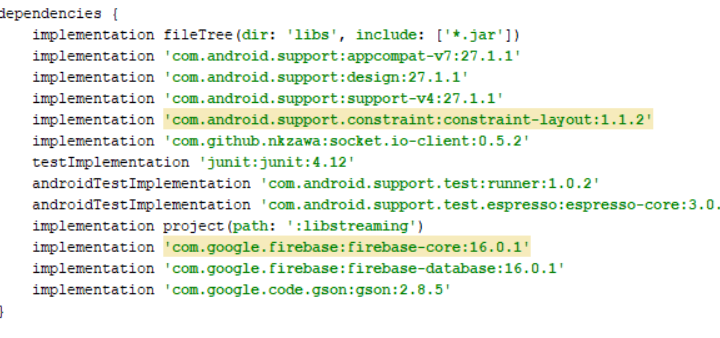 dependencies {
implementation fileTree(dir: 'libs', include: ['*.jar'])
implementation 'com.android.support:appcompat-v7:27.1.1'
implementation 'com.android.support:design:27.1.1'
implementation 'com.android.support:support-v4:27.1.1'
implementation 'com.android.support.constraint:constraint-layout:1.1.2'
implementation 'com.github.nkzawa:socket.io-client:0.5.2'
testImplementation 'junit:junit:4.12'
androidTestImplementation 'com.android.support.test:runner:1.0.2'
androidTestImplementation 'com.android.support.test.espresso:espresso-core:3.0.
implementation project(path: ':libstreaming')
implementation 'com.google.firebase:firebase-core:16.0.1'
implementation 'com.google.firebase:firebase-database:16.0.1'
implementation 'com.google.code.gson:gson:2.8.5'
}